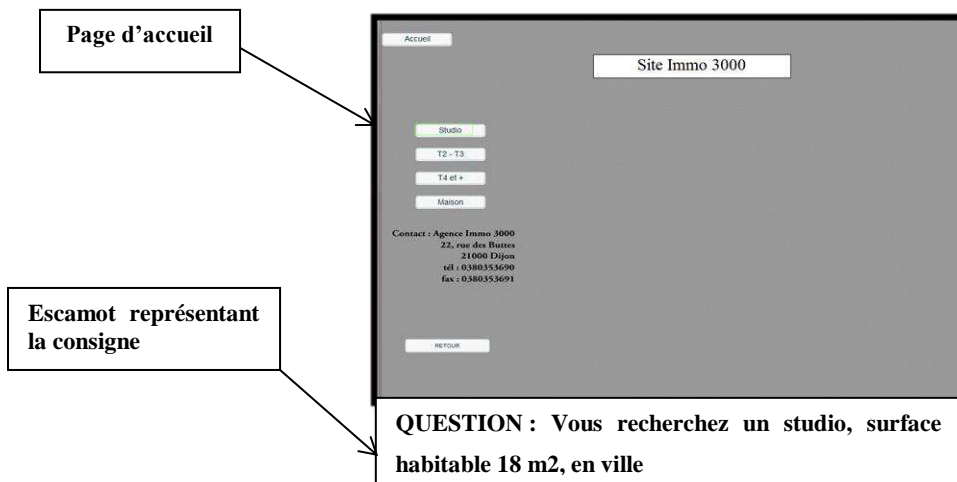 Page d'accueil
Accueil
Site Immo 3000
Studio
T2 - T3
T4 et +
Maison
Contact : Agence Immo 3000
22, rue des Buttes
21000 Dijon
tél : 0380353690
fax : 0380353691
Escamot représentant
la consigne
RETOUR
QUESTION : Vous recherchez un studio, surface
habitable 18 m2, en ville